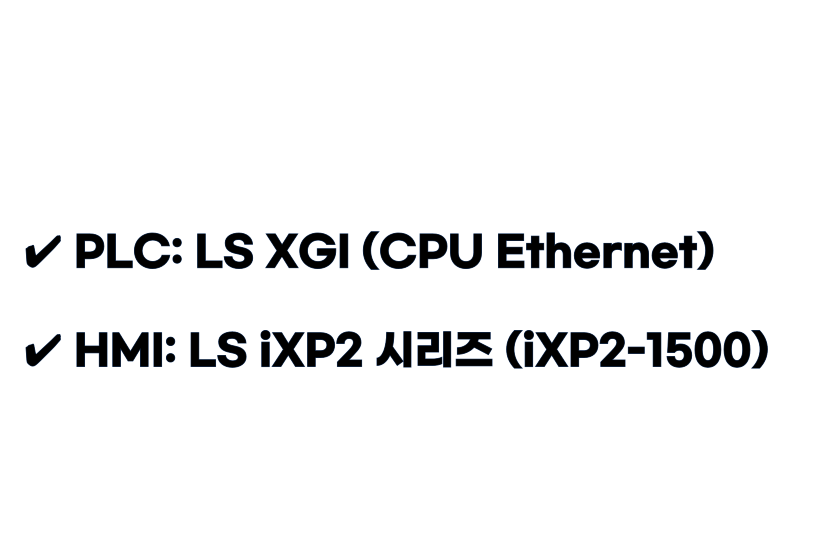 ✔ PLC: LS XGI (CPU Ethernet)
✔ HMI: LS iXP2 시리즈 (iXP2-1500)